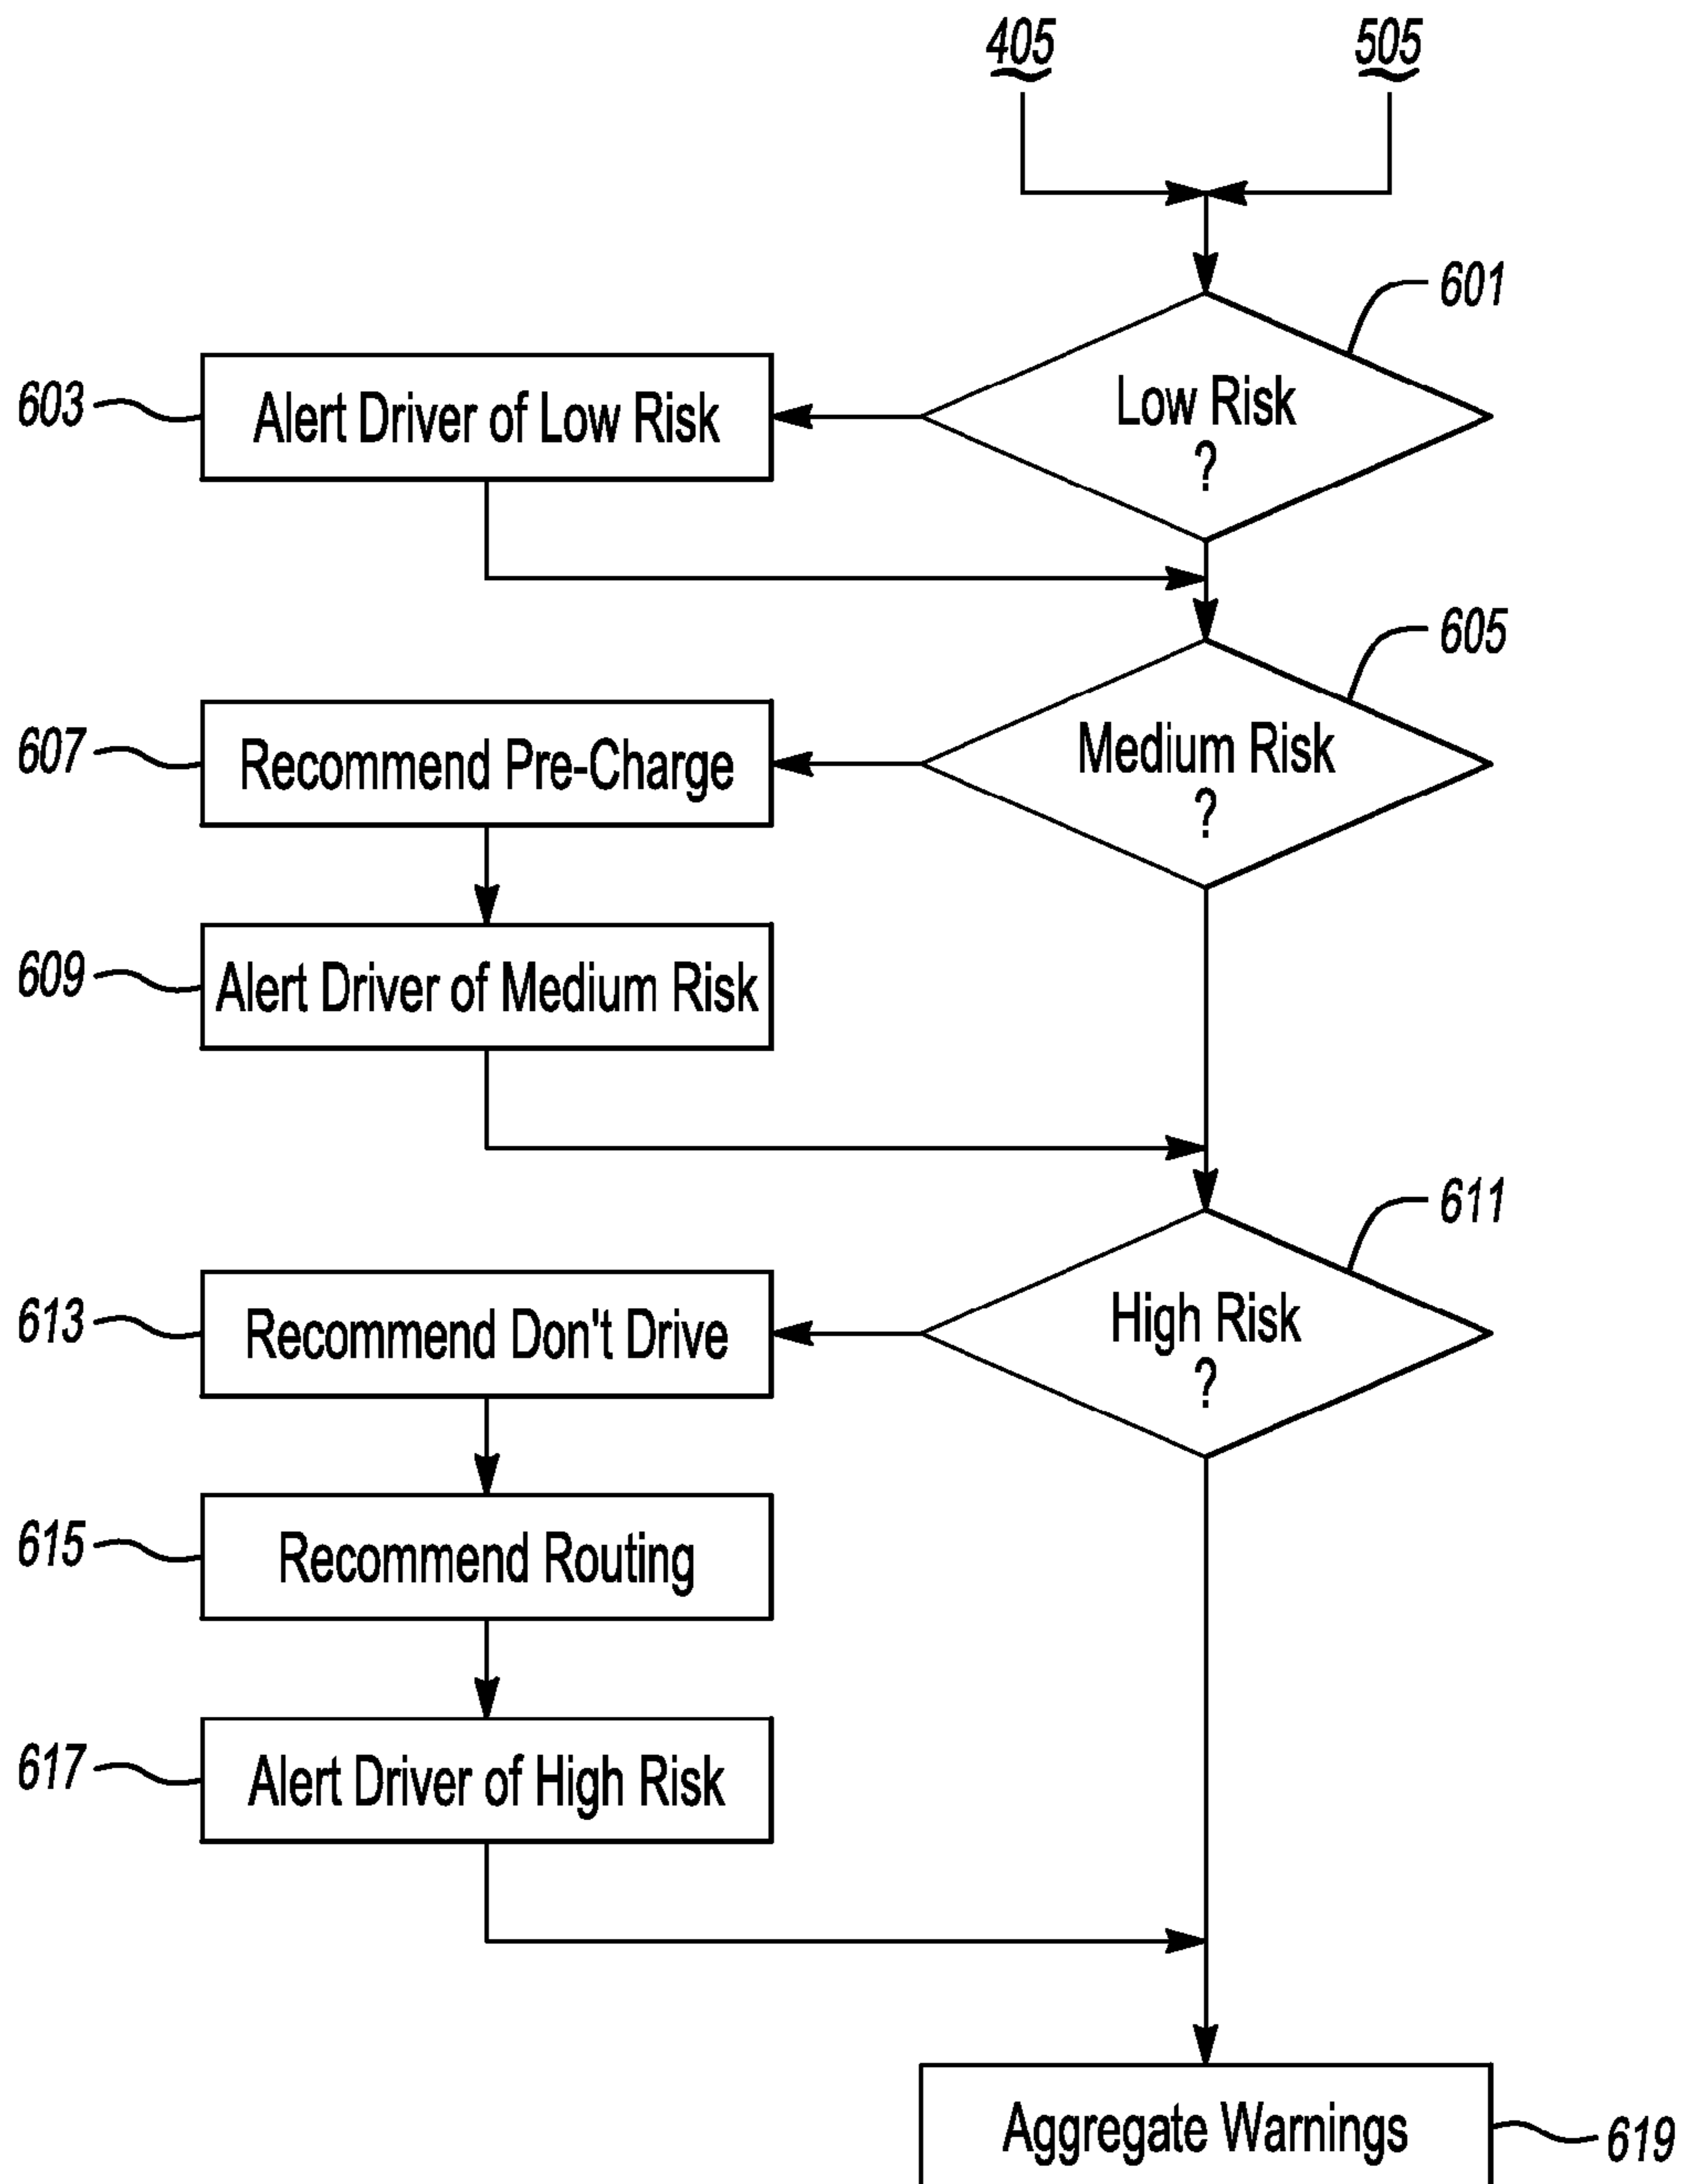 405 505
601
603 Alert Driver of Low Risk Low Risk
?
605
607 Recommend Pre-Charge Medium Risk
?
609 Alert Driver of Medium Risk
611
613 Recommend Don't Drive High Risk
?
615 Recommend Routing
617 Alert Driver of High Risk
Aggregate Warnings 619